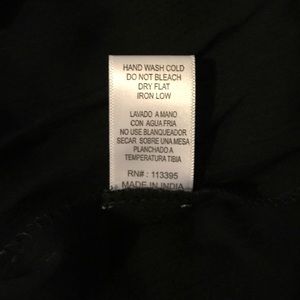 HAND WASH COLD
DO NOT BLEACH
DRY FLAT
IRON LOW
LAVADO A MANO
CON AGUA FRIA
NO USE BLANQUEADOR
SECAR SOBRE UNA MESA
PLANCHADO A
TEMPERATURA TIBIA
RN# : 113395
MADE IN INDIA